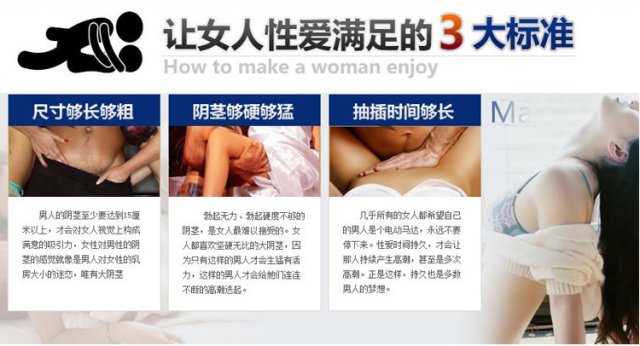 让女人性爱满足的3大标准
How to make a woman enjoy
尺寸够长够粗
男人的阴茎至少要达到15厘
米以上，才会对女人视觉上构成
满意的吸引力，女性对男性的阴
茎的感觉就像是男人对女性的乳
房大小的迷恋，唯有大阴茎
阴茎够硬够猛
勃起无力、勃起硬度不够的
阴茎，是女人最难以接受的。女
人都喜欢坚硬无比的大阴茎，因
为只有这样的男人才会生猛有活
力，这样的男人才会给她们连连
不断的高潮迭起。
抽插时间够长
几乎所有的女人都希望自己
的男人是个电动马达，永远不要
停下来。性爱时间持久，才会让
那人持续产生高潮，甚至是多次
高潮。正是这样，持久也是多数
男人的梦想。
Ma